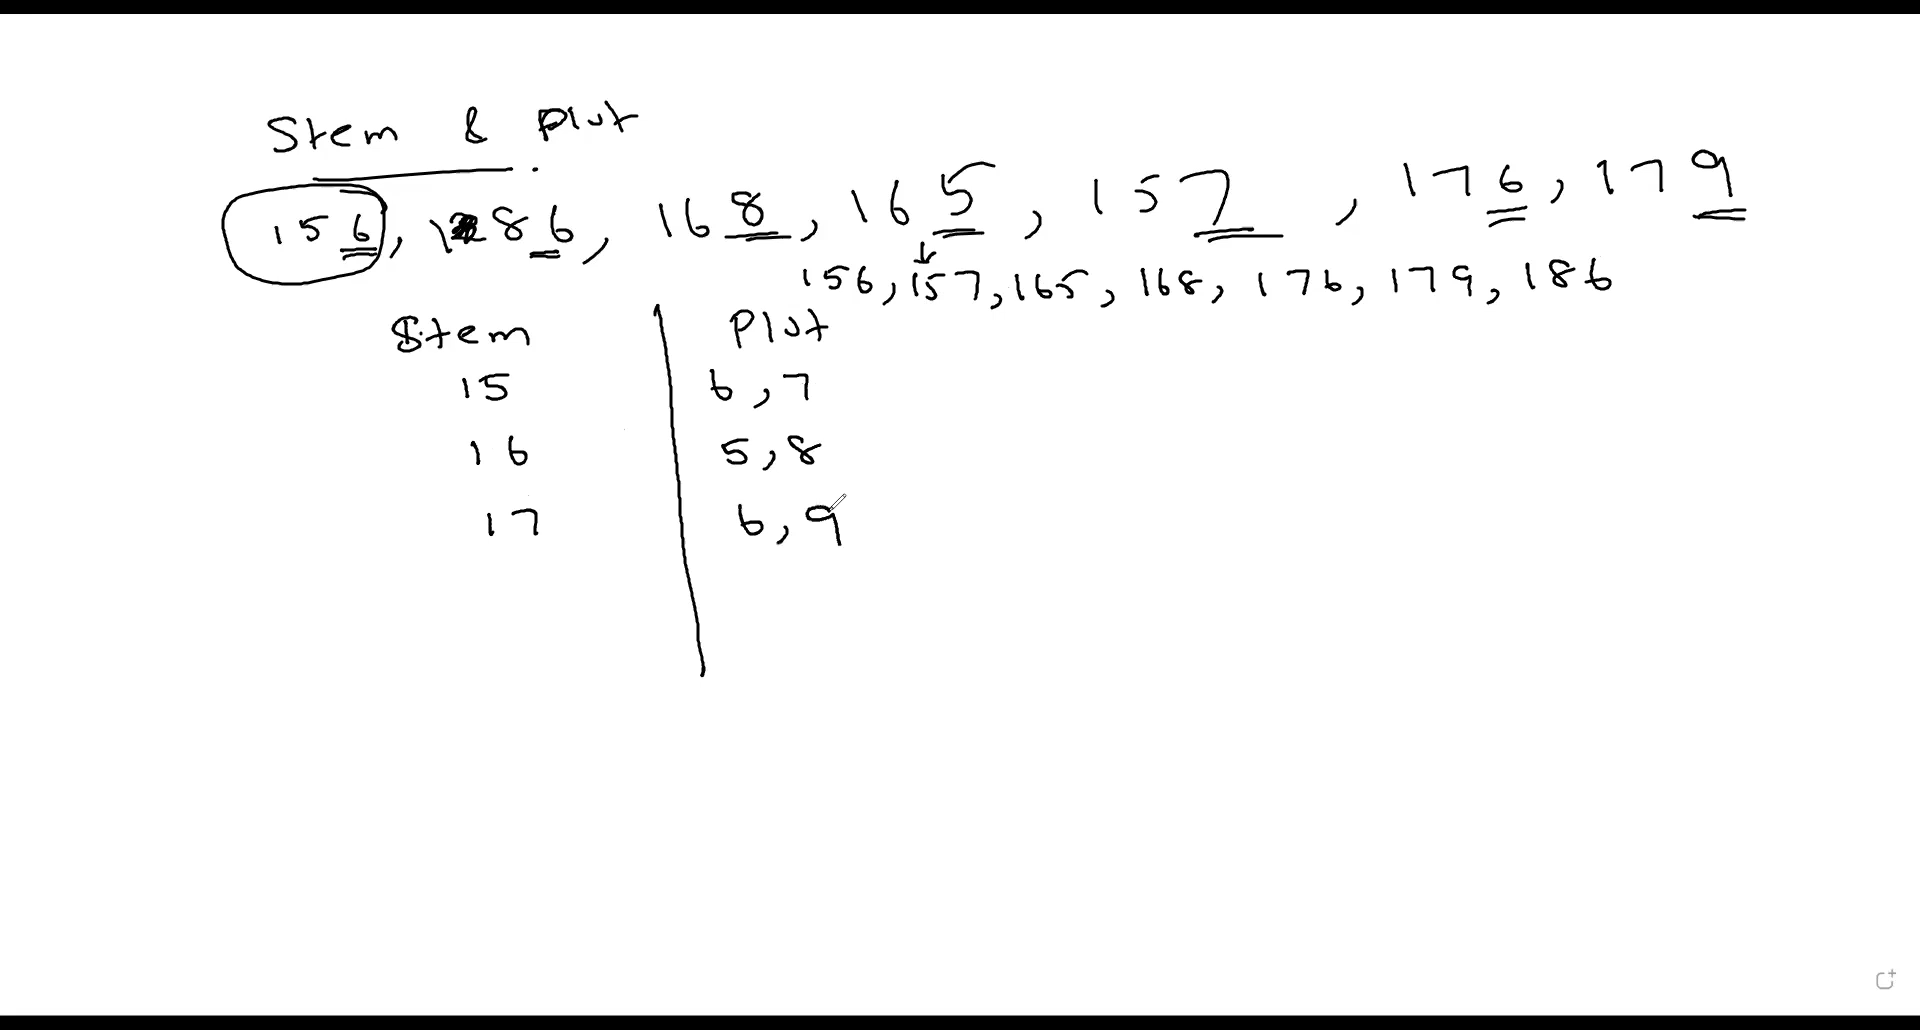 Stem & Plot
156, 186, 168, 165, 157, 176, 179
156, 157, 165, 168, 176, 179, 186
Stem Plot
15 6, 7
16 5, 8
17 6, 9